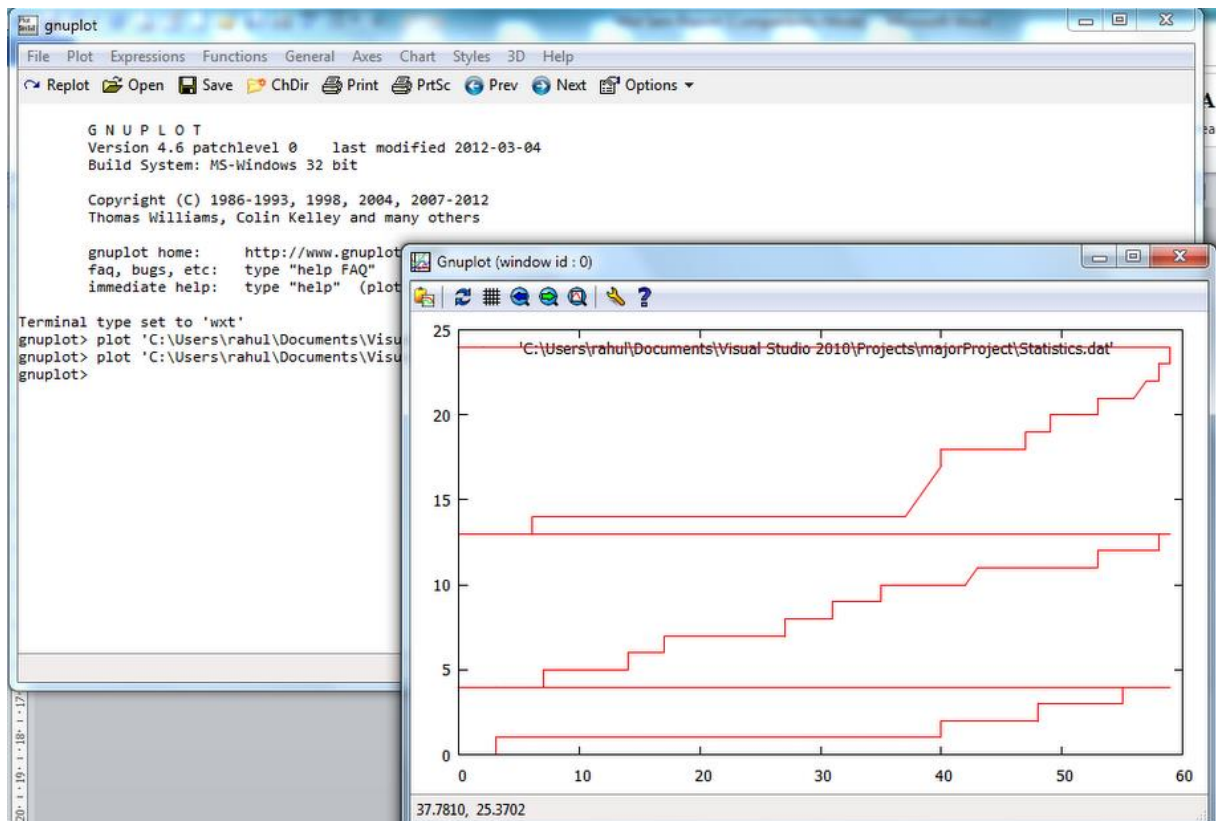 gnuplot
File Plot Expressions Functions General Axes Chart Styles 3D Help
Replot Open Save ChDir Print PrtSc Prev Next Options
G N U P L O T
Version 4.6 patchlevel 0 last modified 2012-03-04
Build System: MS-Windows 32 bit
Copyright (C) 1986-1993, 1998, 2004, 2007-2012
Thomas Williams, Colin Kelley and many others
gnuplot home: http://www.gnuplot
faq, bugs, etc: type "help FAQ"
immediate help: type "help" (plot
Terminal type set to 'wxt'
gnuplot> plot 'C:\Users\rahul\Documents\Visu
gnuplot> plot 'C:\Users\rahul\Documents\Visu
gnuplot>
Gnuplot (window id : 0)
'C:\Users\rahul\Documents\Visual Studio 2010\Projects\majorProject\Statistics.dat'
25
20
15
10
5
0
0 10 20 30 40 50 60
37.7810, 25.3702
17
18
19
20